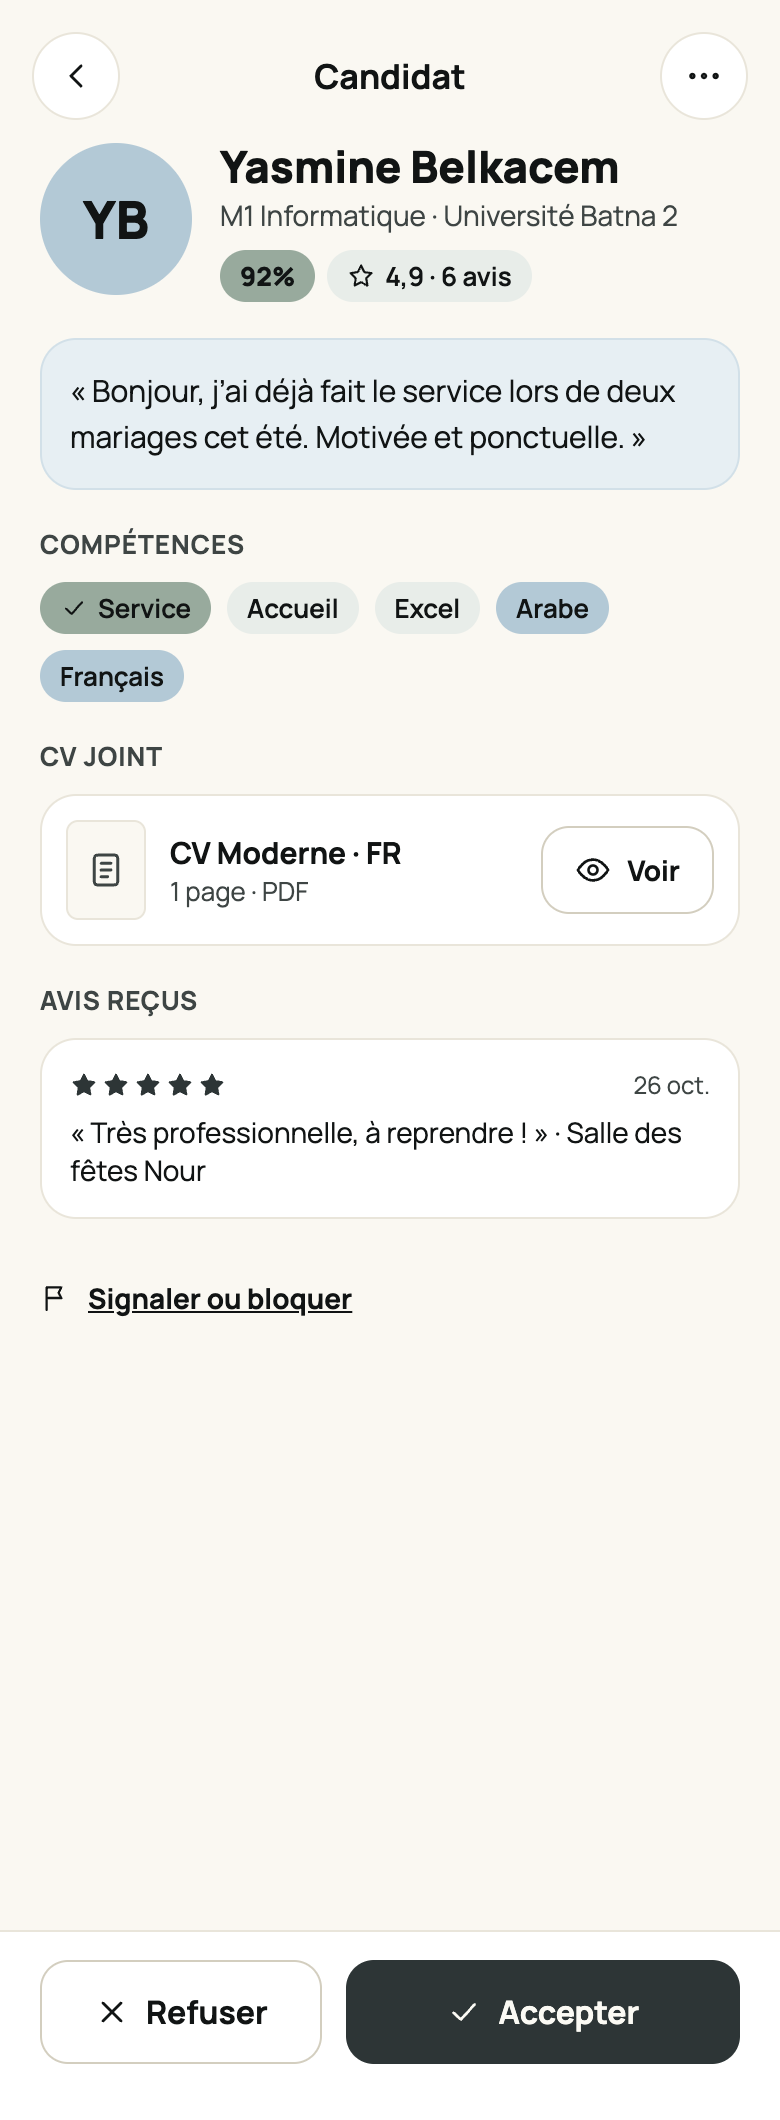 Candidat
YB
Yasmine Belkacem
M1 Informatique · Université Batna 2
92%
4,9 · 6 avis
« Bonjour, j’ai déjà fait le service lors de deux
mariages cet été. Motivée et ponctuelle. »
COMPÉTENCES
Service
Accueil
Excel
Arabe
Français
CV JOINT
CV Moderne · FR
1 page · PDF
Voir
AVIS REÇUS
26 oct.
« Très professionnelle, à reprendre ! » · Salle des
fêtes Nour
Signaler ou bloquer
Refuser
Accepter